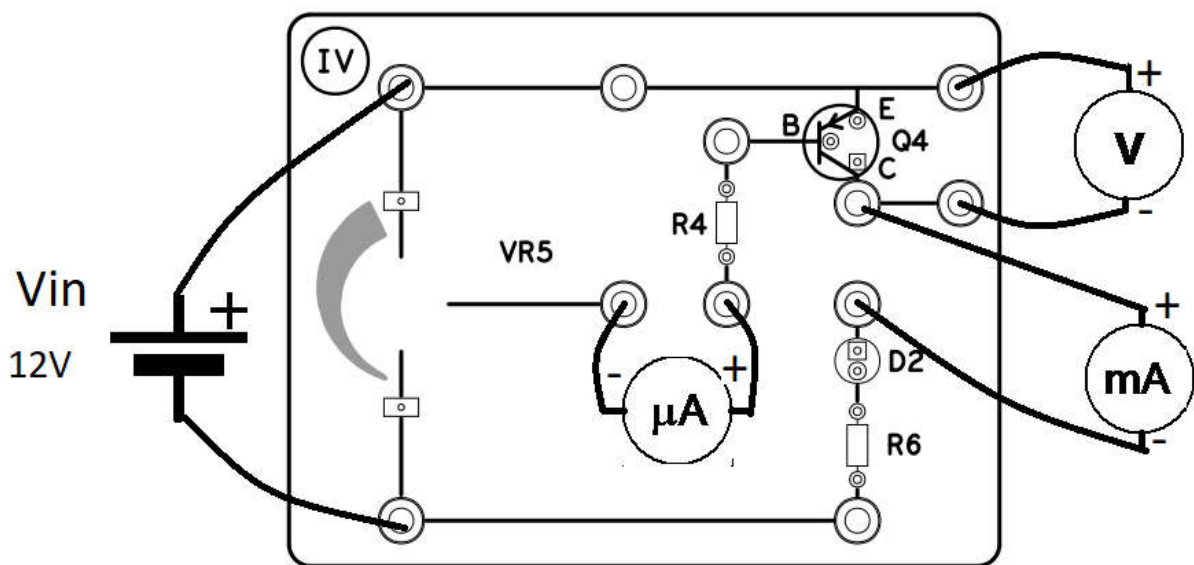 IV
+
E
B
Q4
V
C
-
R4
VR5
Vin
+
12V
+
-
+
D2
mA
µA
-
R6